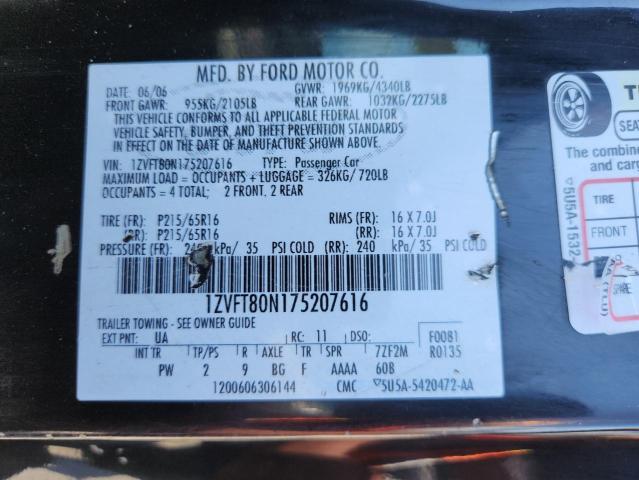 MFD. BY FORD MOTOR CO.
DATE: 06/06 GVWR: 1969KG/4340LB
FRONT GAWR: 955KG/2105LB REAR GAWR: 1032KG/2275LB
THIS VEHICLE CONFORMS TO ALL APPLICABLE FEDERAL MOTOR
VEHICLE SAFETY, BUMPER, AND THEFT PREVENTION STANDARDS
IN EFFECT ON THE DATE OF MANUFACTURE SHOWN ABOVE.
VIN: 1ZVFT80N175207616 TYPE: Passenger Car
MAXIMUM LOAD = OCCUPANTS + LUGGAGE = 326KG/ 720LB
OCCUPANTS = 4 TOTAL; 2 FRONT, 2 REAR
TIRE (FR): P215/65R16 RIMS (FR): 16 X 7.0J
P215/65R16 (RR): 16 X 7.0J
PRESSURE (FR): kPa/ 35 PSI COLD (RR): 240 kPa/ 35 PSI COLD
1ZVFT80N175207616
TRAILER TOWING - SEE OWNER GUIDE
EXT PNT: UA RC: 11 DSO: F0081
INT TR TP/PS R AXLE TR SPR 7ZF2M R0135
PW 2 9 BG F AAAA 60B
1200606306144 CMC ▽5U5A-5420472-AA
SEA
The combine
and carg
TIRE
FRONT
▽5U5A-1532